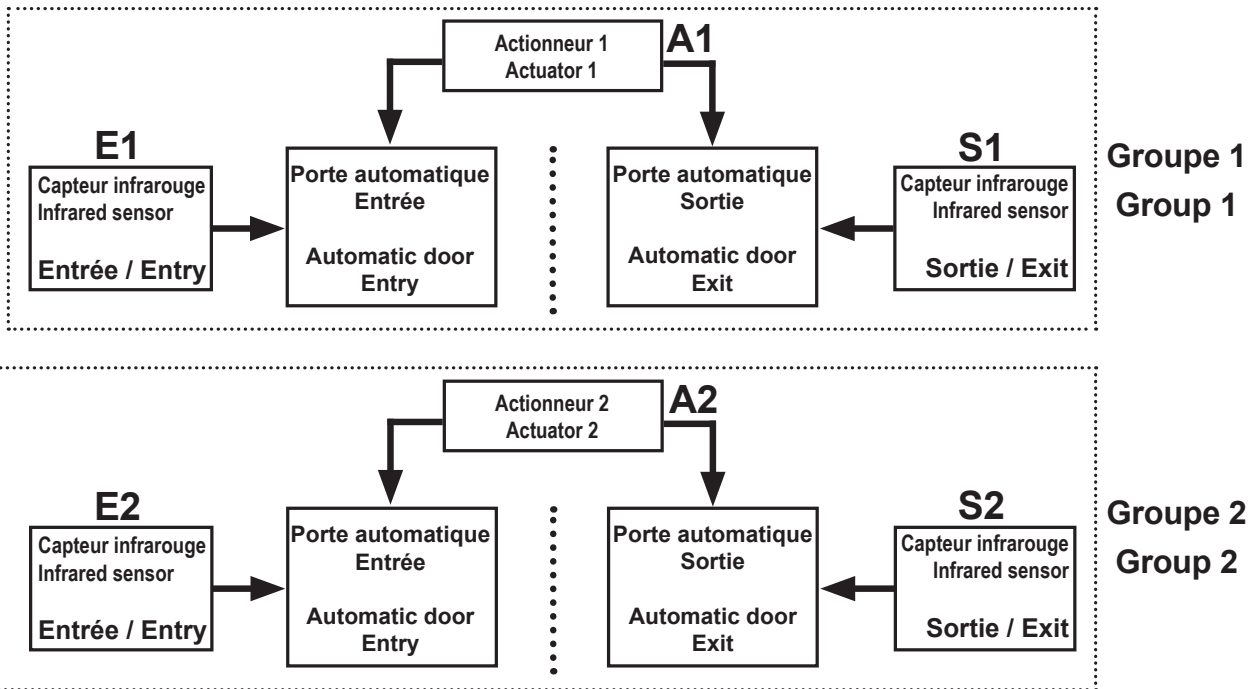 Actionneur 1
Actuator 1
A1
E1
Capteur infrarouge
Infrared sensor
Entrée / Entry
Porte automatique
Entrée
Automatic door
Entry
Porte automatique
Sortie
Automatic door
Exit
S1
Capteur infrarouge
Infrared sensor
Sortie / Exit
Groupe 1
Group 1
Actionneur 2
Actuator 2
A2
E2
Capteur infrarouge
Infrared sensor
Entrée / Entry
Porte automatique
Entrée
Automatic door
Entry
Porte automatique
Sortie
Automatic door
Exit
S2
Capteur infrarouge
Infrared sensor
Sortie / Exit
Groupe 2
Group 2